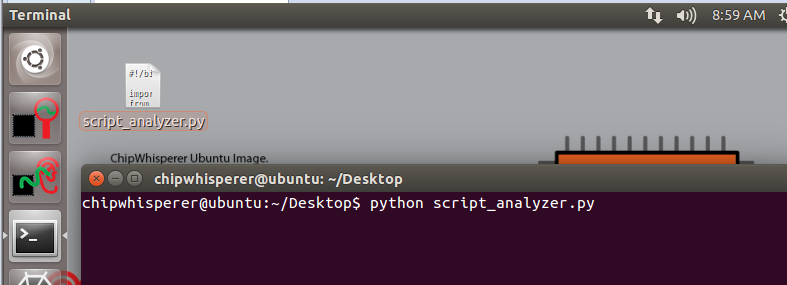 Terminal
8:59 AM
#!/bi
impor
from
script_analyzer.py
ChipWhisperer Ubuntu Image.
chipwhisperer@ubuntu: ~/Desktop
chipwhisperer@ubuntu:~/Desktop$ python script_analyzer.py